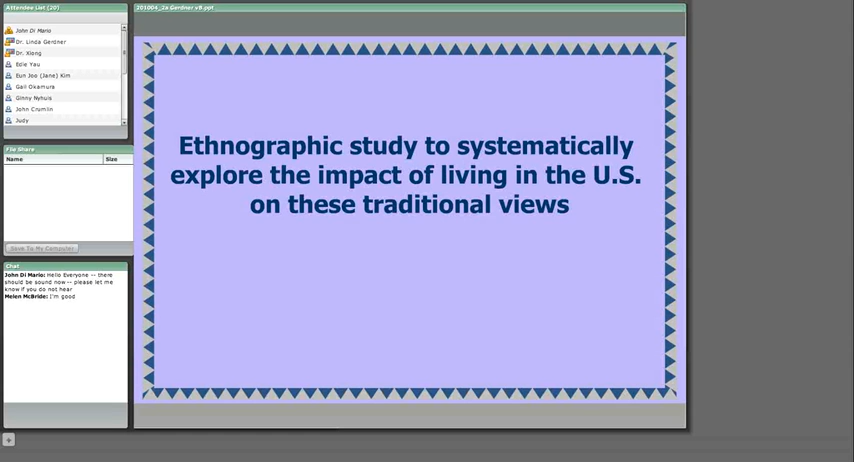 Attendee List (20)
John Di Mario
Dr. Linda Gerdner
Dr. Xiong
Edie Yau
Eun Joo (Jane) Kim
Gail Okamura
Ginny Nyhuis
John Crumlin
Judy
File Share
Name Size
Save To My Computer
Chat
John Di Mario: Hello Everyone -- there
should be sound now -- please let me
know if you do not hear
Melen McBride: I'm good
201004_2a Gerdner v8.ppt
Ethnographic study to systematically
explore the impact of living in the U.S.
on these traditional views